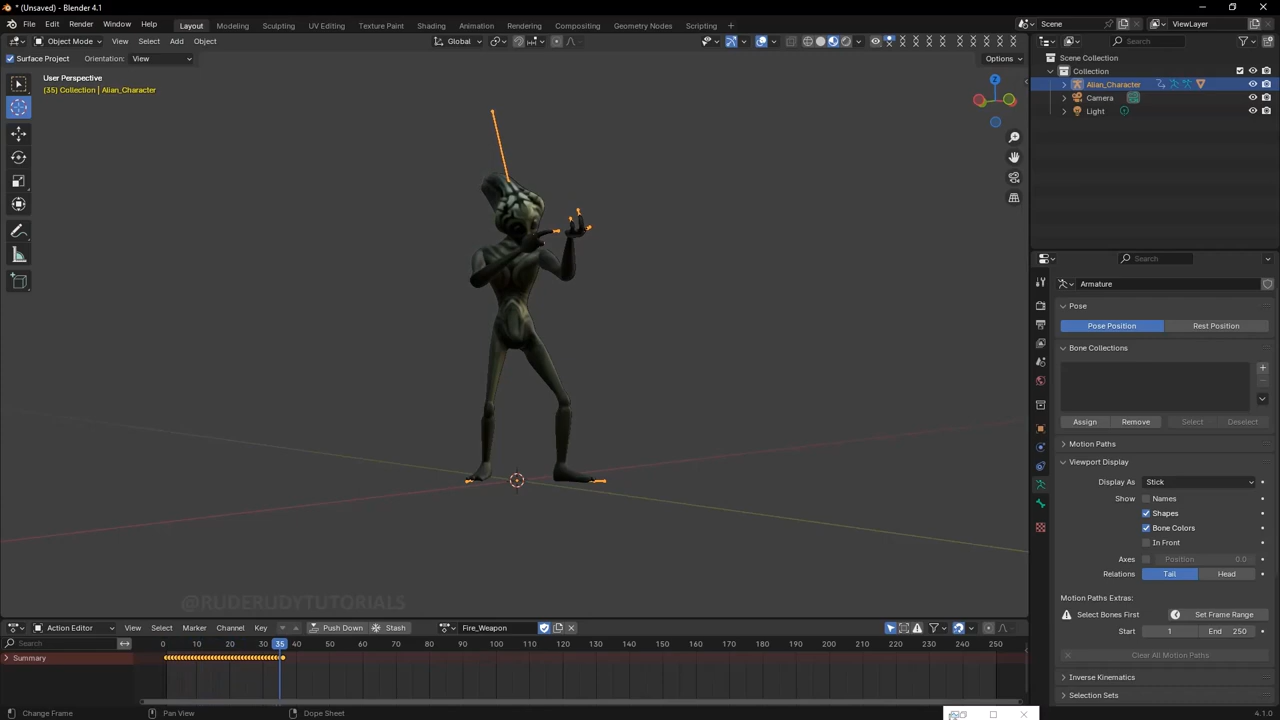 * (Unsaved) - Blender 4.1
File Edit Render Window Help Layout Modeling Sculpting UV Editing Texture Paint Shading Animation Rendering Compositing Geometry Nodes Scripting + Scene ViewLayer
Object Mode View Select Add Object Global Search
Surface Project Orientation: View Options
User Perspective
(35) Collection | Alian_Character
Z
Scene Collection
Collection
Alian_Character
Camera
Light
Search
Armature
Pose
Pose Position Rest Position
Bone Collections
Assign Remove Select Deselect
Motion Paths
Viewport Display
Display As Stick
Show Names
Shapes
Bone Colors
In Front
Axes Position 0.0
Relations Tail Head
Motion Paths Extras:
Select Bones First Set Frame Range
Start 1 End 250
Clear All Motion Paths
Inverse Kinematics
Selection Sets
@RUDERUDYTUTORIALS
Action Editor View Select Marker Channel Key Push Down Stash Fire_Weapon
Search 10 20 30 35 40 50 60 70 80 90 100 110 120 130 140 150 160 170 180 190 200 210 220 230 240 250
Summary
Change Frame Pan View Dope Sheet 4.1.0